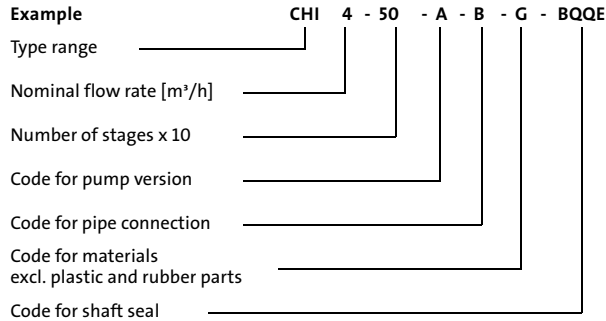 Example CHI 4 - 50 - A - B - G - BQQE
Type range
Nominal flow rate [m³/h]
Number of stages x 10
Code for pump version
Code for pipe connection
Code for materials
excl. plastic and rubber parts
Code for shaft seal